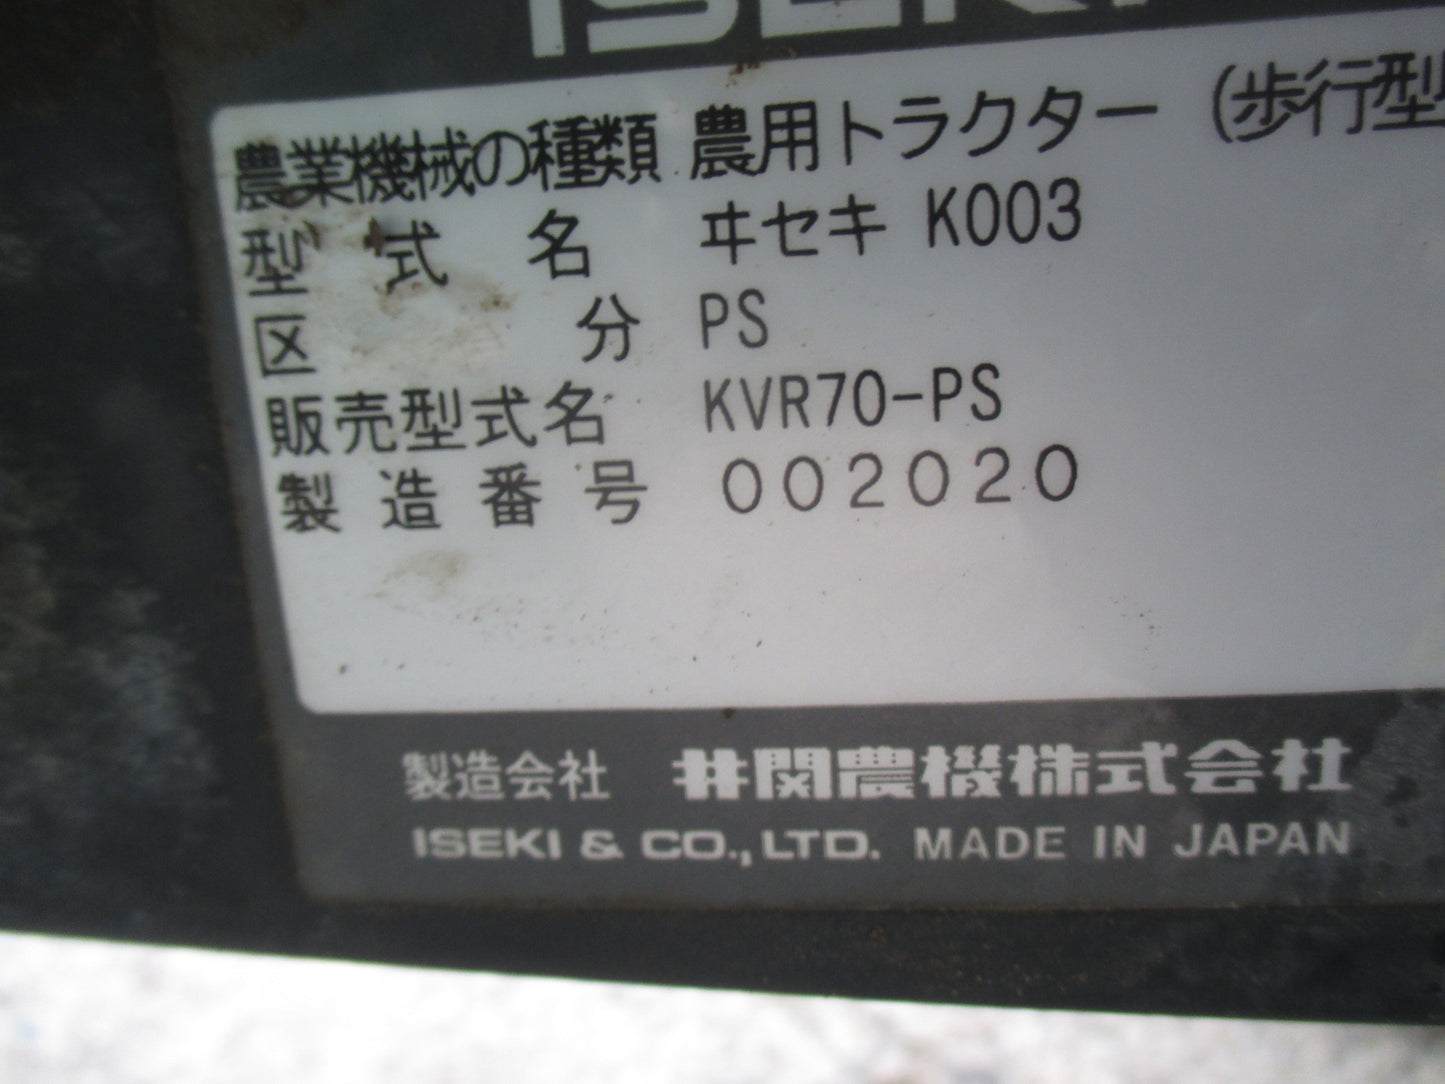 ISEKI
農業機械の種類 農用トラクター (歩行型
型式名 ヰセキ K003
区分 PS
販売型式名 KVR70-PS
製造番号 002020
製造会社 井関農機株式会社
ISEKI & CO.,LTD. MADE IN JAPAN